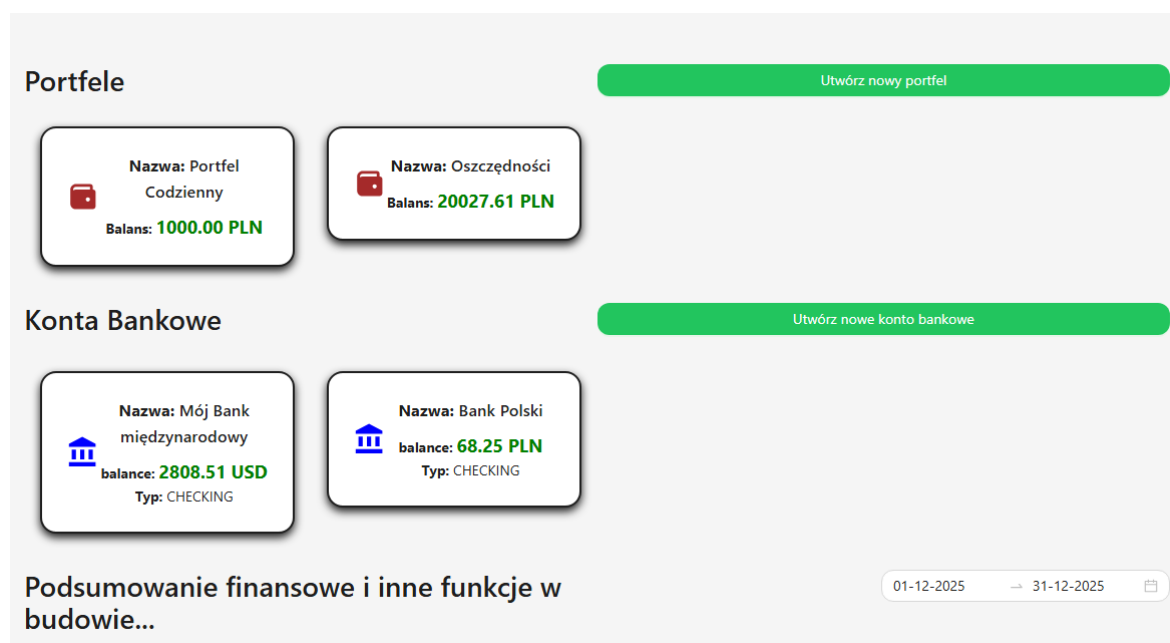 Portfele
Utwórz nowy portfel
Nazwa: Portfel
Codzienny
Balans: 1000.00 PLN
Nazwa: Oszczędności
Balans: 20027.61 PLN
Konta Bankowe
Utwórz nowe konto bankowe
Nazwa: Mój Bank
międzynarodowy
balance: 2808.51 USD
Typ: CHECKING
Nazwa: Bank Polski
balance: 68.25 PLN
Typ: CHECKING
Podsumowanie finansowe i inne funkcje w
budowie...
01-12-2025 → 31-12-2025